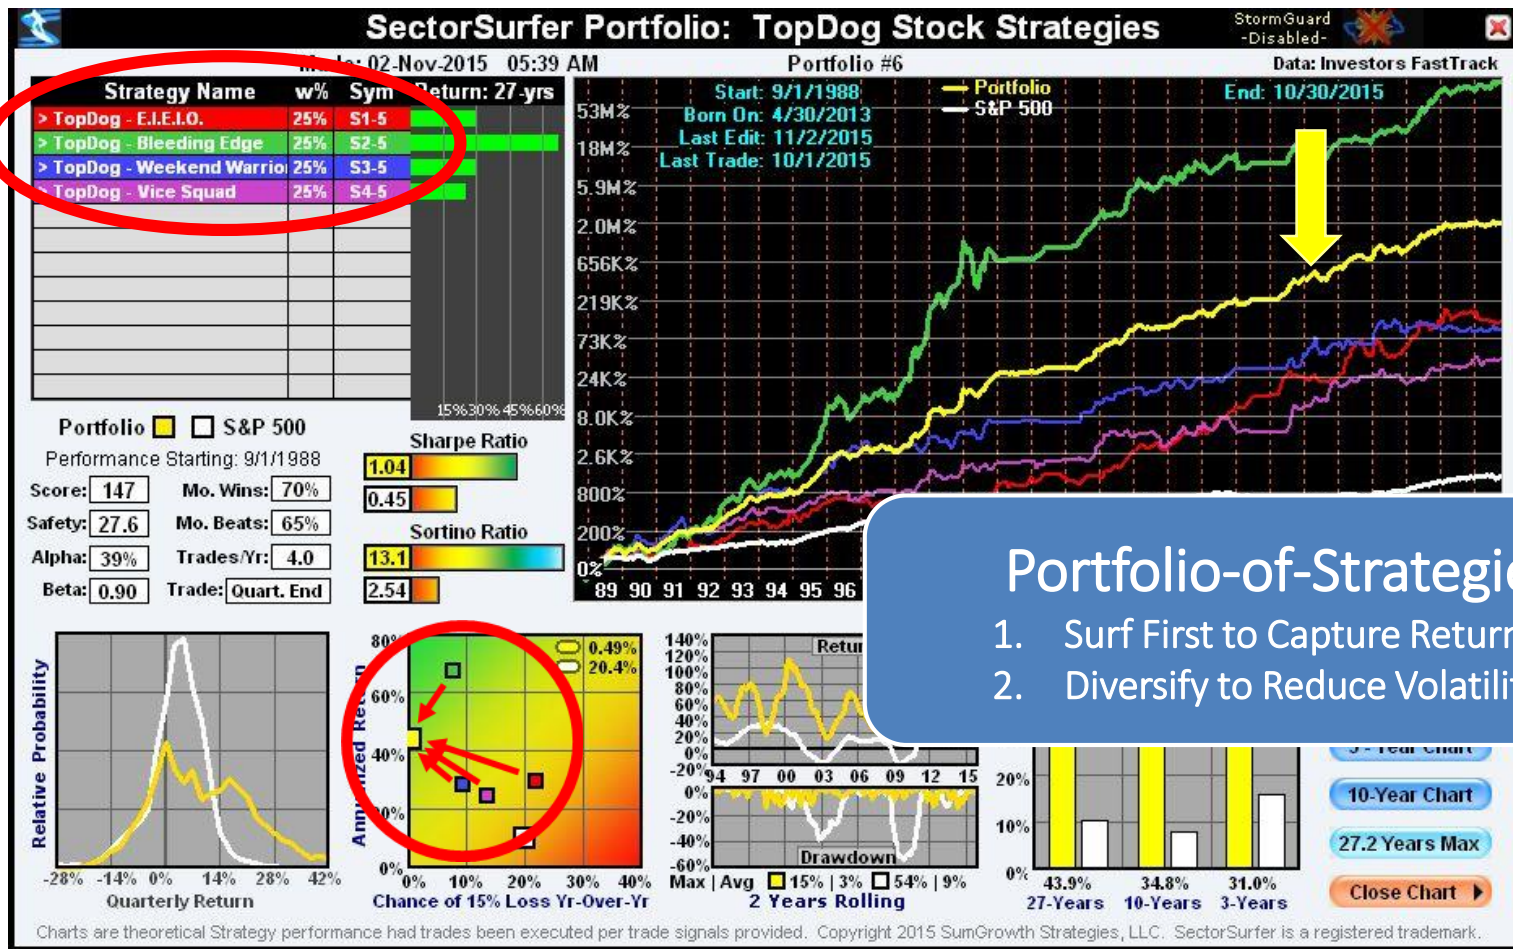 SectorSurfer Portfolio: TopDog Stock Strategies
StormGuard
-Disabled-
02-Nov-2015 05:39 AM
Portfolio #6
Data: Investors FastTrack
Strategy Name w% Sym Return: 27-yrs
> TopDog - E.I.E.I.O. 25% S1-5
> TopDog - Bleeding Edge 25% S2-5
> TopDog - Weekend Warrio 25% S3-5
> TopDog - Vice Squad 25% S4-5
15% 30% 45% 60%
Start: 9/1/1988
Born On: 4/30/2013
Last Edit: 11/2/2015
Last Trade: 10/1/2015
Portfolio
S&P 500
End: 10/30/2015
53M%
18M%
5.9M%
2.0M%
656K%
219K%
73K%
24K%
8.0K%
2.6K%
800%
200%
0%
89 90 91 92 93 94 95 96
Portfolio S&P 500
Performance Starting: 9/1/1988
Score: 147 Mo. Wins: 70%
Safety: 27.6 Mo. Beats: 65%
Alpha: 39% Trades/Yr: 4.0
Beta: 0.90 Trade: Quart. End
Sharpe Ratio
1.04
0.45
Sortino Ratio
13.1
2.54
Portfolio-of-Strategie
1. Surf First to Capture Return
2. Diversify to Reduce Volatili
Relative Probability
-28% -14% 0% 14% 28% 42%
Quarterly Return
Annualized Return
80%
60%
40%
20%
0%
0.49%
20.4%
0% 10% 20% 30% 40%
Chance of 15% Loss Yr-Over-Yr
140%
120%
100%
80%
60%
40%
20%
0%
-20%
Retur
94 97 00 03 06 09 12 15
0%
-20%
-40%
-60%
Drawdown
Max | Avg 15% | 3% 54% | 9%
2 Years Rolling
20%
10%
0%
43.9% 34.8% 31.0%
27-Years 10-Years 3-Years
10-Year Chart
27.2 Years Max
Close Chart
Charts are theoretical Strategy performance had trades been executed per trade signals provided. Copyright 2015 SumGrowth Strategies, LLC. SectorSurfer is a registered trademark.